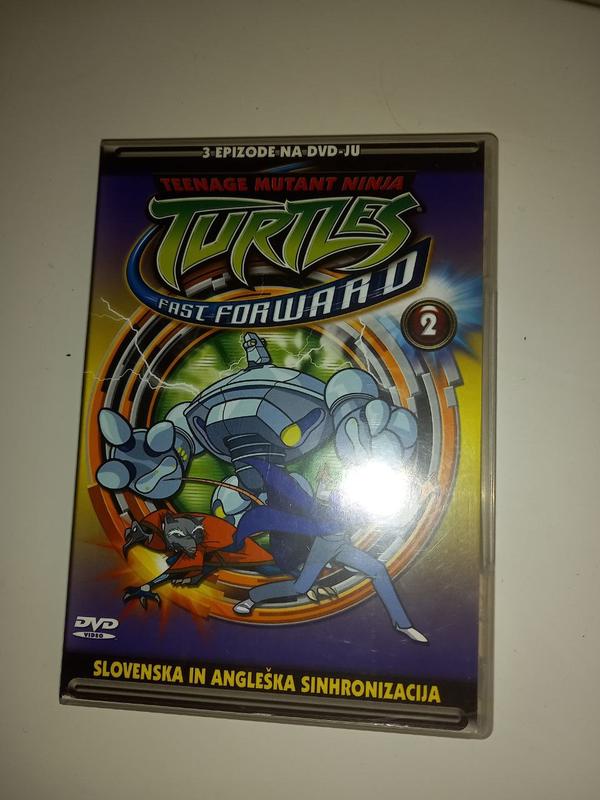 3 EPIZODE NA DVD-JU
TEENAGE MUTANT NINJA
TURTLES
FAST FORWARD
2
DVD
VIDEO
SLOVENSKA IN ANGLEŠKA SINHRONIZACIJA